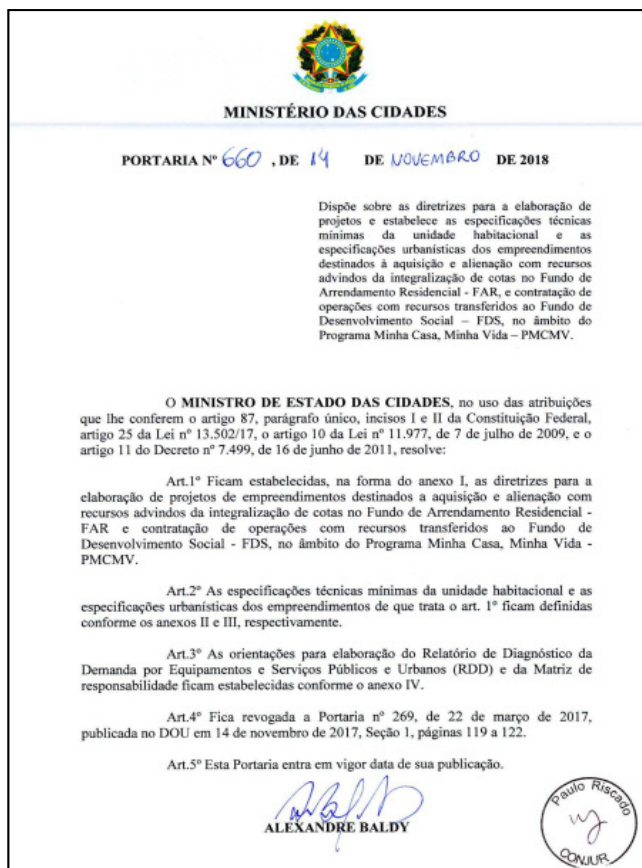 MINISTÉRIO DAS CIDADES
PORTARIA Nº 660, DE 14 DE NOVEMBRO DE 2018
Dispõe sobre as diretrizes para a elaboração de
projetos e estabelece as especificações técnicas
mínimas da unidade habitacional e as
especificações urbanísticas dos empreendimentos
destinados à aquisição e alienação com recursos
advindos da integralização de cotas no Fundo de
Arrendamento Residencial - FAR, e contratação de
operações com recursos transferidos ao Fundo de
Desenvolvimento Social – FDS, no âmbito do
Programa Minha Casa, Minha Vida – PMCMV.
O MINISTRO DE ESTADO DAS CIDADES, no uso das atribuições
que lhe conferem o artigo 87, parágrafo único, incisos I e II da Constituição Federal,
artigo 25 da Lei nº 13.502/17, o artigo 10 da Lei nº 11.977, de 7 de julho de 2009, e o
artigo 11 do Decreto nº 7.499, de 16 de junho de 2011, resolve:
Art.1º Ficam estabelecidas, na forma do anexo I, as diretrizes para a
elaboração de projetos de empreendimentos destinados a aquisição e alienação com
recursos advindos da integralização de cotas no Fundo de Arrendamento Residencial -
FAR e contratação de operações com recursos transferidos ao Fundo de
Desenvolvimento Social - FDS, no âmbito do Programa Minha Casa, Minha Vida -
PMCMV.
Art.2º As especificações técnicas mínimas da unidade habitacional e as
especificações urbanísticas dos empreendimentos de que trata o art. 1º ficam definidas
conforme os anexos II e III, respectivamente.
Art.3º As orientações para elaboração do Relatório de Diagnóstico da
Demanda por Equipamentos e Serviços Públicos e Urbanos (RDD) e da Matriz de
responsabilidade ficam estabelecidas conforme o anexo IV.
Art.4º Fica revogada a Portaria nº 269, de 22 de março de 2017,
publicada no DOU em 14 de novembro de 2017, Seção 1, páginas 119 a 122.
Art.5º Esta Portaria entra em vigor data de sua publicação.
ALEXANDRE BALDY
Paulo Riscado
CONJUR